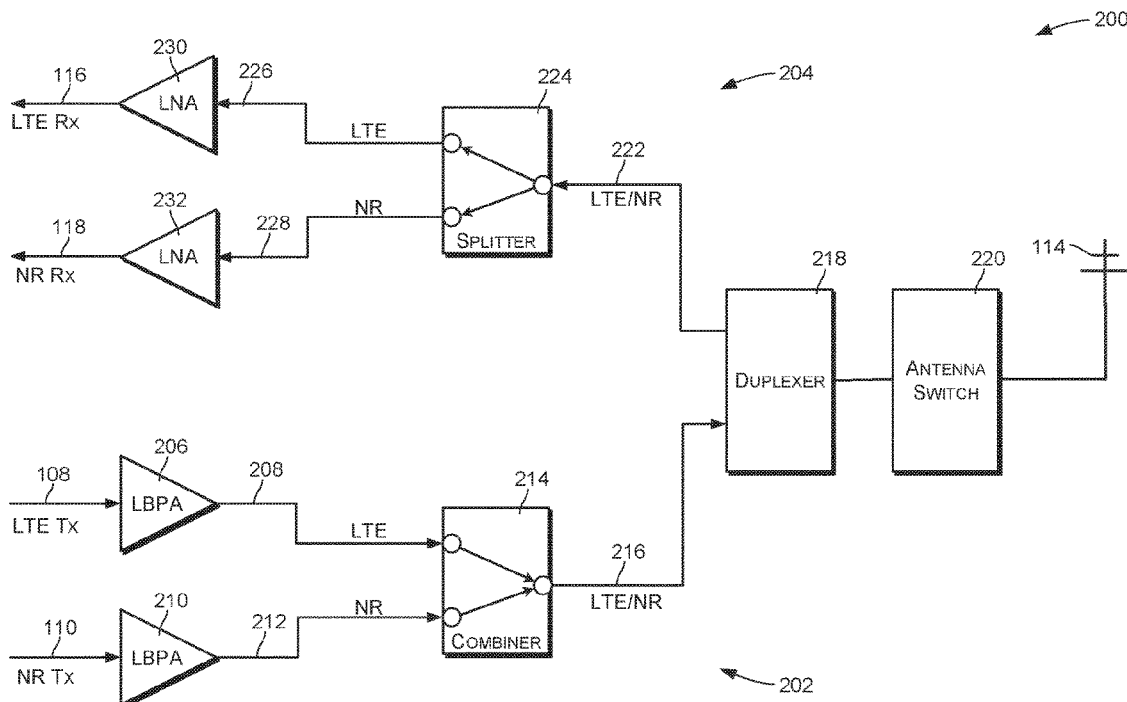 200
230
226
224
204
116
LNA
LTE Rx
LTE
222
LTE/NR
232
NR
118
228
LNA
SPLITTER
NR Rx
218
220
114
DUPLEXER
ANTENNA
SWITCH
206
108
208
214
LBPA
LTE Tx
LTE
216
LTE/NR
210
NR
110
212
LBPA
COMBINER
NR Tx
202